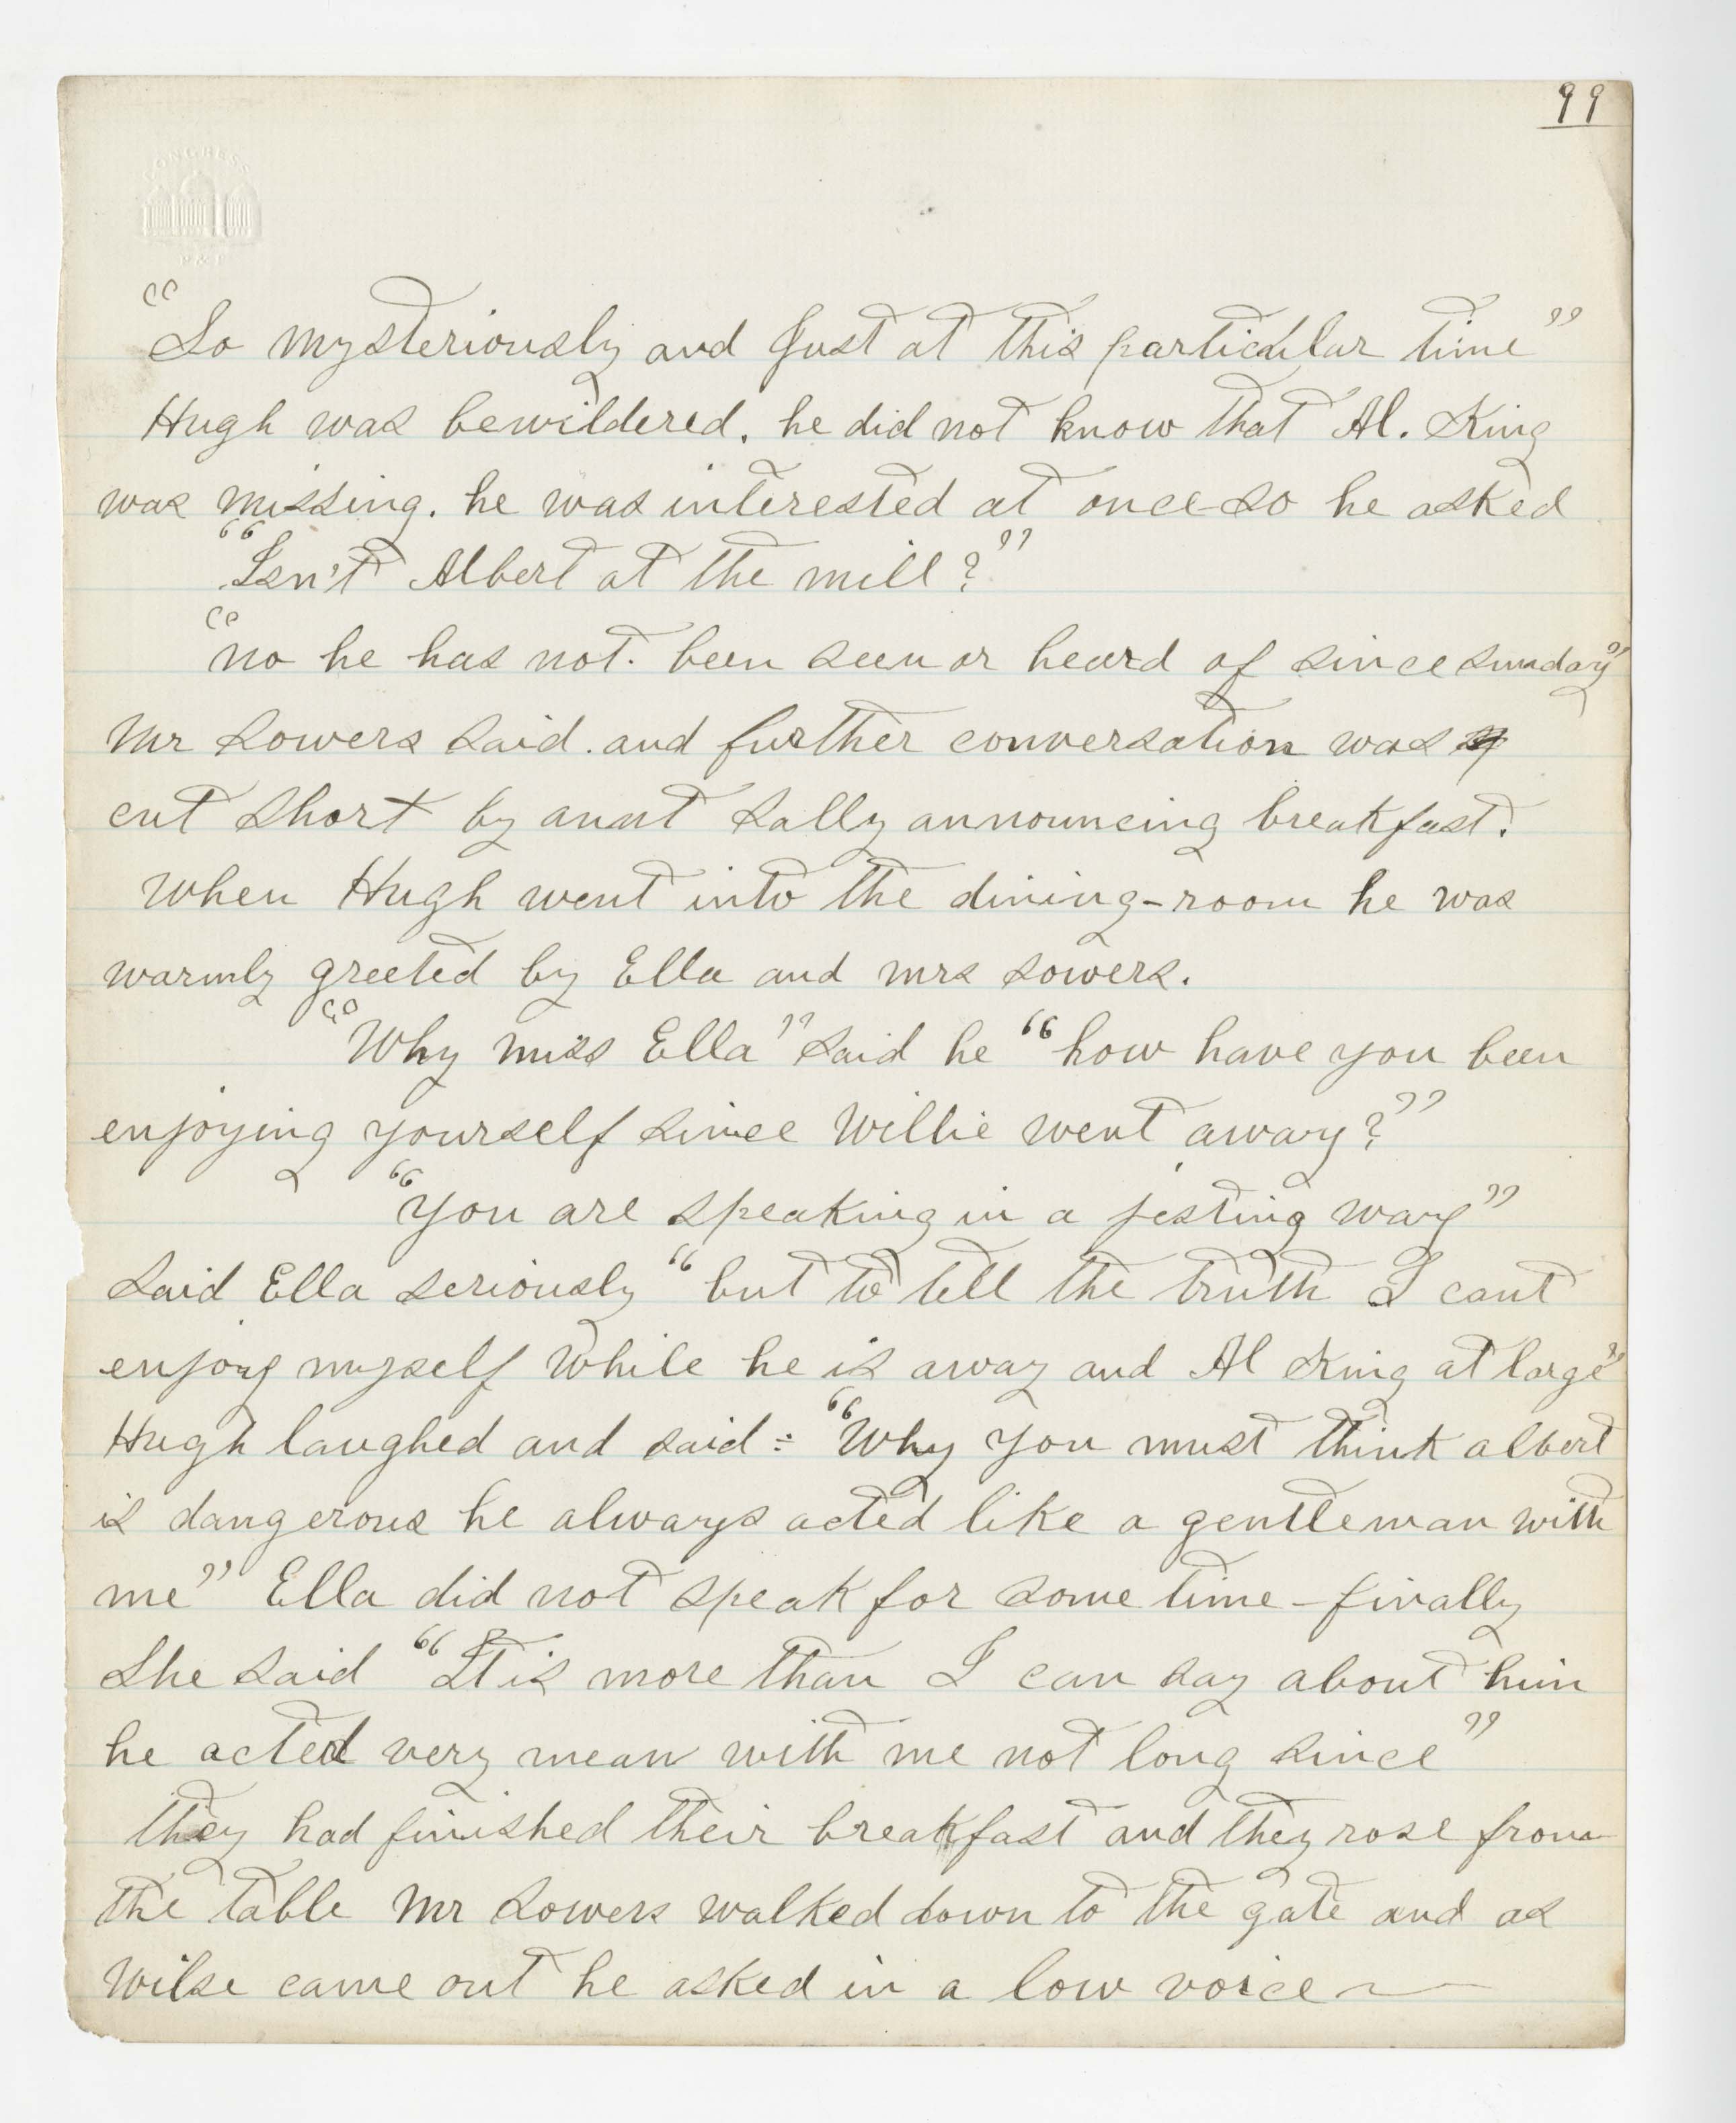 99
CONGRESS
P & P
"So mysteriously and Just at this particular time"
Hugh was bewildered. he did not know that Al. King
was missing. he was interested at once so he asked
"Isn't Albert at the mill?"
"no he has not. been seen or heard of since sunday"
Mr Sowers said. and further conversation was
cut short by aunt Sally announcing breakfast.
When Hugh went into the dining-room he was
warmly greeted by Ella and mrs Sowers.
"Why miss Ella" said he "how have you been
enjoying yourself since Willie went away?"
"You are speaking in a jesting way"
said Ella seriously "but to tell the truth I cant
enjoy myself while he is away and Al King at large"
Hugh laughed and said:- "Why you must think albert
is dangerous he always acted like a gentleman with
me" Ella did not speak for some time - finally
She said "It is more than I can say about him
he acted very mean with me not long since"
they had finished their breakfast and they rose from
the table Mr Sowers walked down to the gate and as
Wilse came out he asked in a low voice—